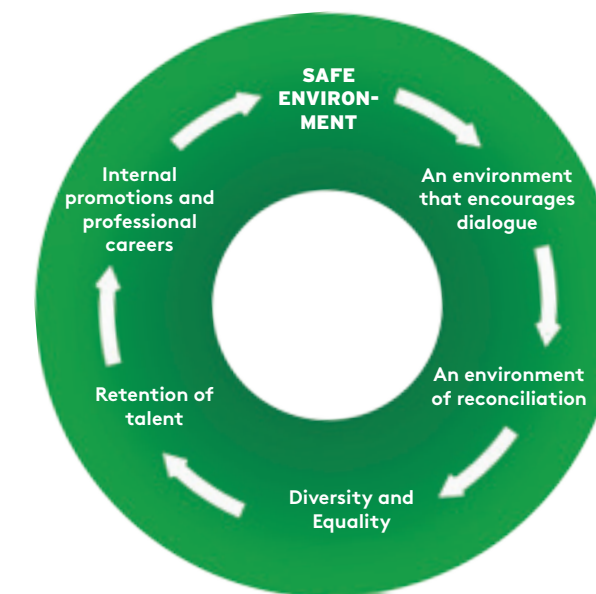 SAFE
ENVIRON-
MENT
An environment
that encourages
dialogue
An environment
of reconciliation
Diversity and
Equality
Retention of
talent
Internal
promotions and
professional
careers